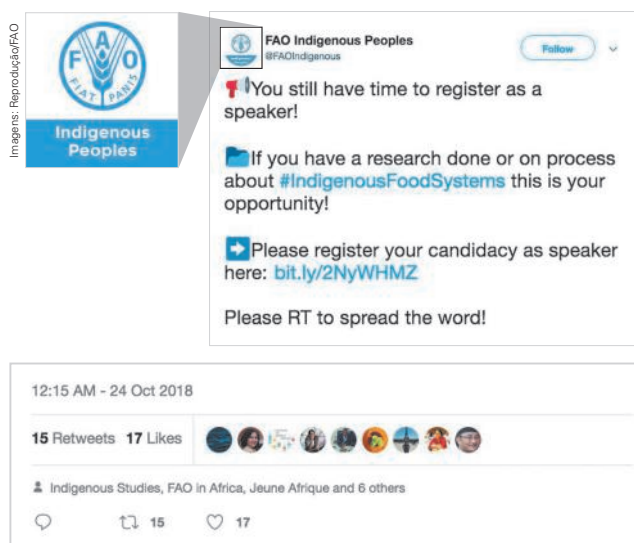 Imagens: Reprodução/FAO
F A O
FIAT PANIS
Indigenous
Peoples
FAO Indigenous Peoples
@FAOIndigenous
Follow
You still have time to register as a
speaker!
If you have a research done or on process
about #IndigenousFoodSystems this is your
opportunity!
Please register your candidacy as speaker
here: bit.ly/2NyWHMZ
Please RT to spread the word!
12:15 AM - 24 Oct 2018
15 Retweets 17 Likes
Indigenous Studies, FAO in Africa, Jeune Afrique and 6 others
15 17